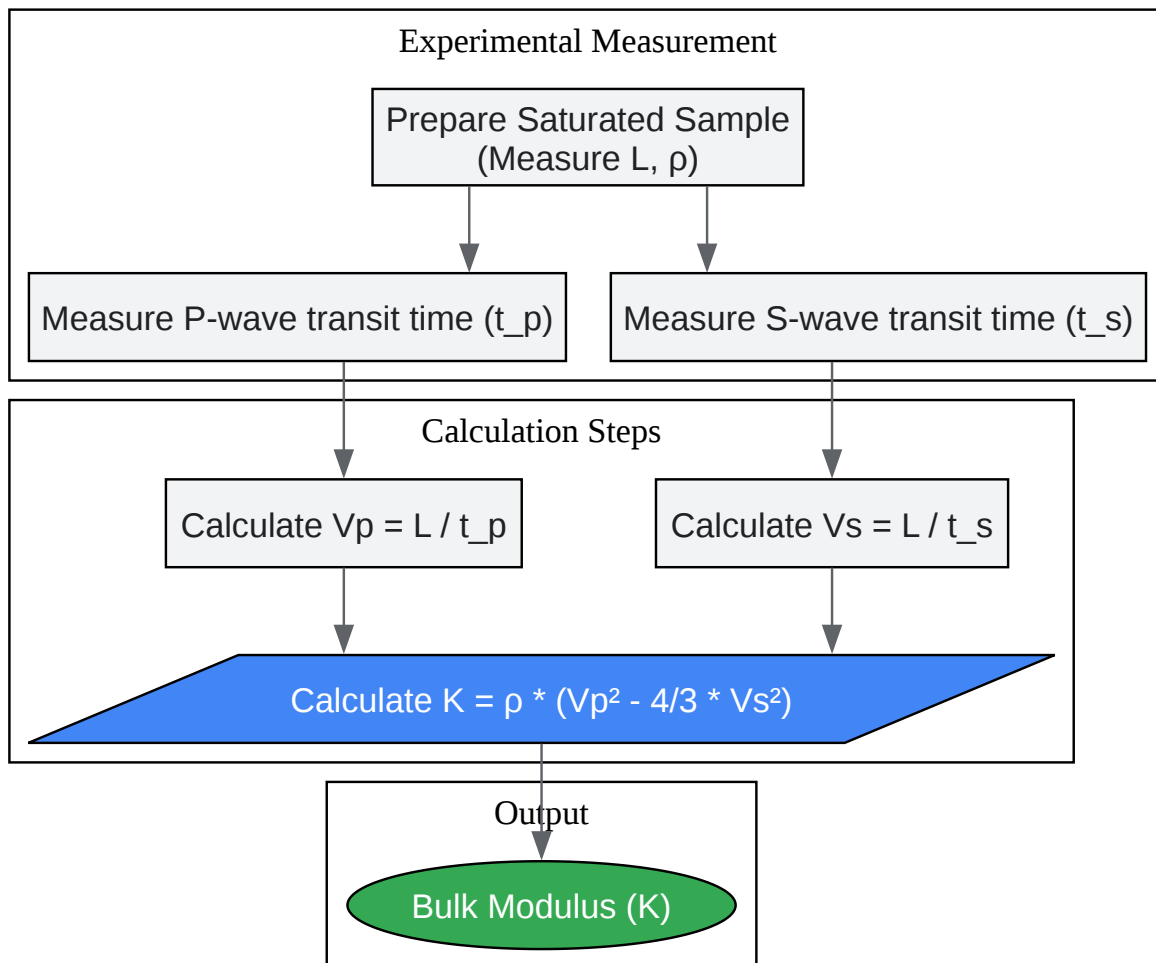 Experimental Measurement
Prepare Saturated Sample
(Measure L, ρ)
Measure P-wave transit time (t_p)
Measure S-wave transit time (t_s)
Calculation Steps
Calculate Vp = L / t_p
Calculate Vs = L / t_s
Calculate K = ρ * (Vp² - 4/3 * Vs²)
Output
Bulk Modulus (K)